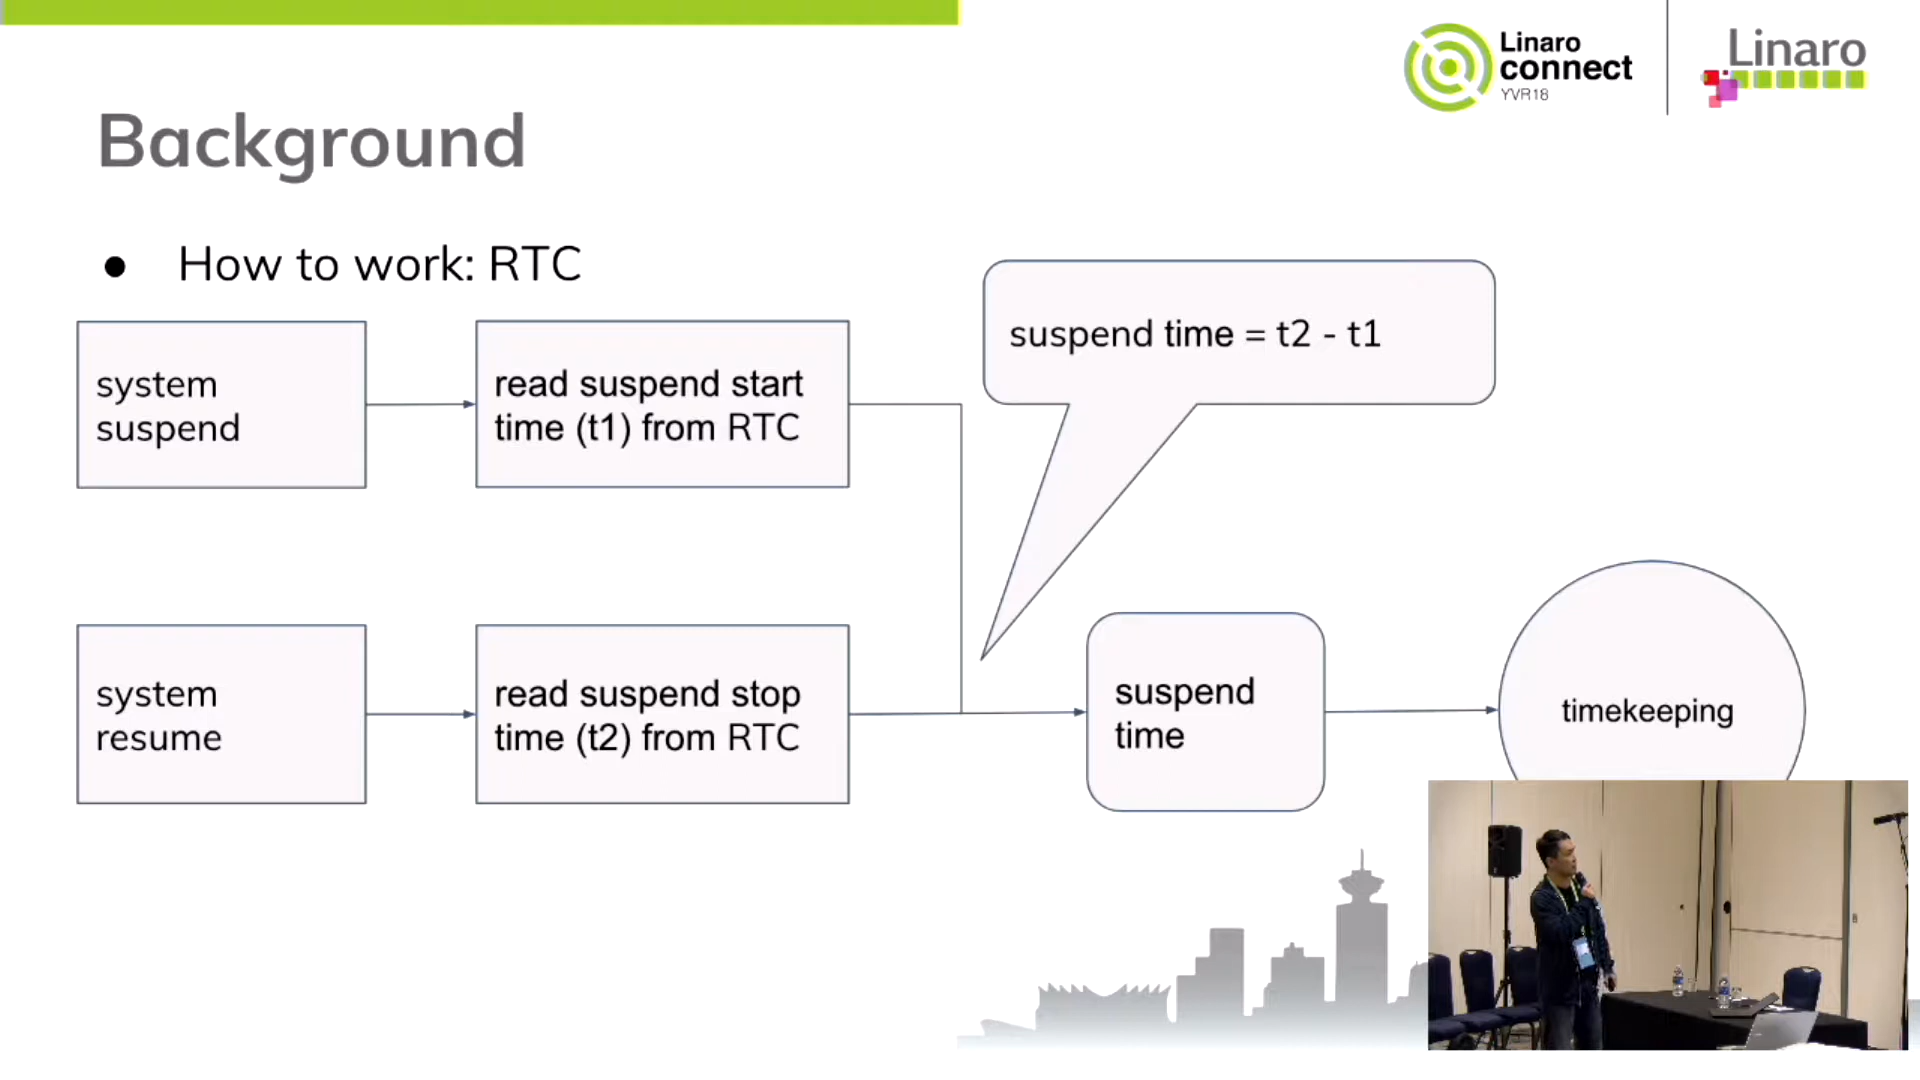 Linaro
connect
YVR18
Linaro
Background
● How to work: RTC
suspend time = t2 - t1
system
suspend
read suspend start
time (t1) from RTC
system
resume
read suspend stop
time (t2) from RTC
suspend
time
timekeeping